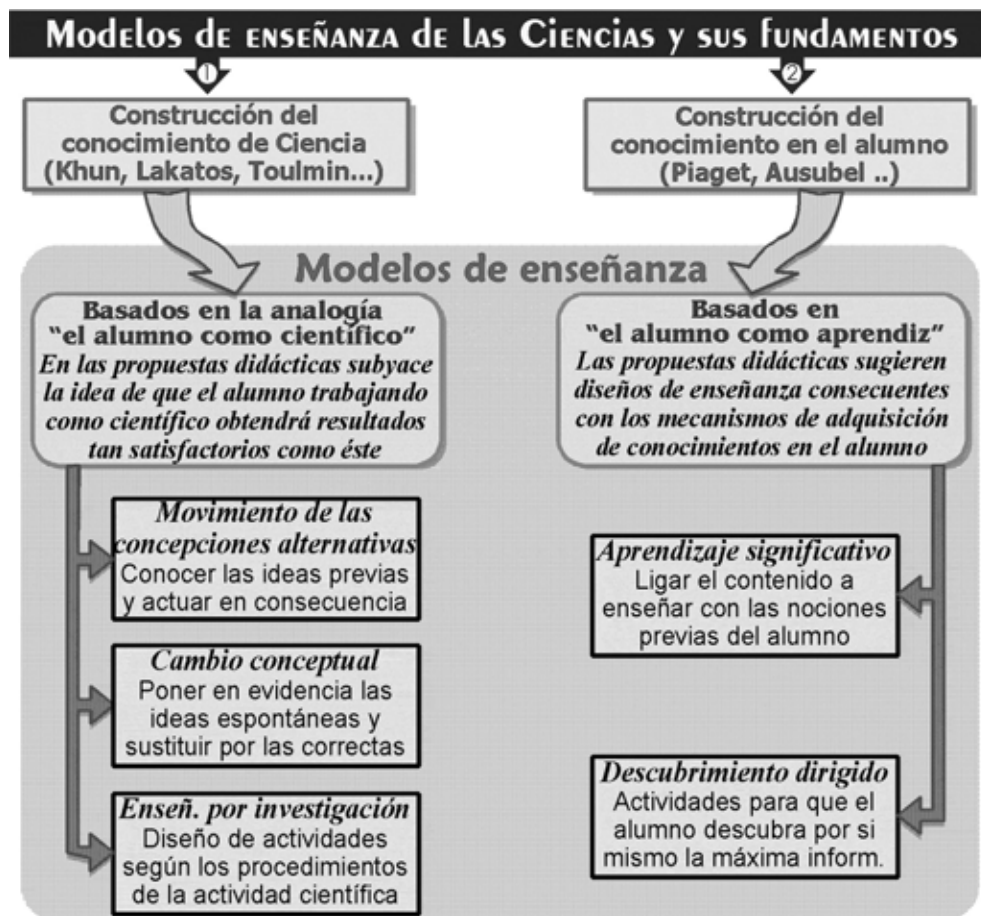 Modelos de enseñanza de las Ciencias y sus fundamentos
1
Construcción del
conocimiento de Ciencia
(Khun, Lakatos, Toulmin...)
2
Construcción del
conocimiento en el alumno
(Piaget, Ausubel ..)
Modelos de enseñanza
Basados en la analogía
"el alumno como científico"
En las propuestas didácticas subyace
la idea de que el alumno trabajando
como científico obtendrá resultados
tan satisfactorios como éste
Movimiento de las
concepciones alternativas
Conocer las ideas previas
y actuar en consecuencia
Cambio conceptual
Poner en evidencia las
ideas espontáneas y
sustituir por las correctas
Enseñ. por investigación
Diseño de actividades
según los procedimientos
de la actividad científica
Basados en
"el alumno como aprendiz"
Las propuestas didácticas sugieren
diseños de enseñanza consecuentes
con los mecanismos de adquisición
de conocimientos en el alumno
Aprendizaje significativo
Ligar el contenido a
enseñar con las nociones
previas del alumno
Descubrimiento dirigido
Actividades para que el
alumno descubra por si
mismo la máxima inform.